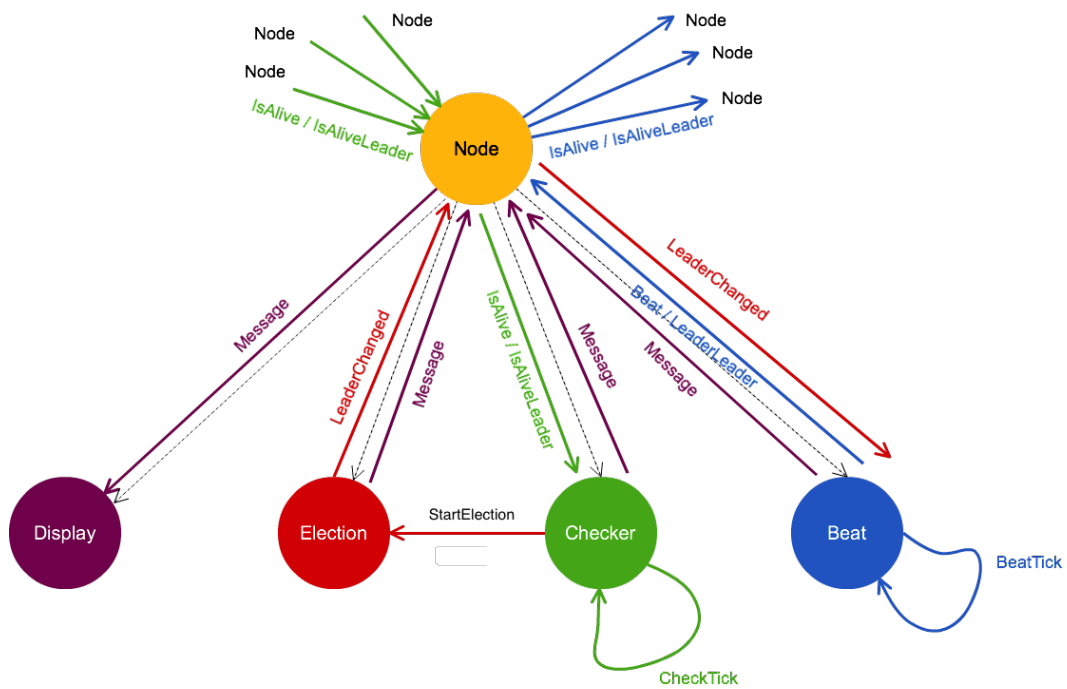 Node
Node
Node
Node
Node
Node
IsAlive / IsAliveLeader
IsAlive / IsAliveLeader
Node
Message
LeaderChanged
Message
IsAlive / IsAliveLeader
Message
Beat / LeaderLeader
Message
LeaderChanged
Display
Election
StartElection
Checker
Beat
BeatTick
CheckTick